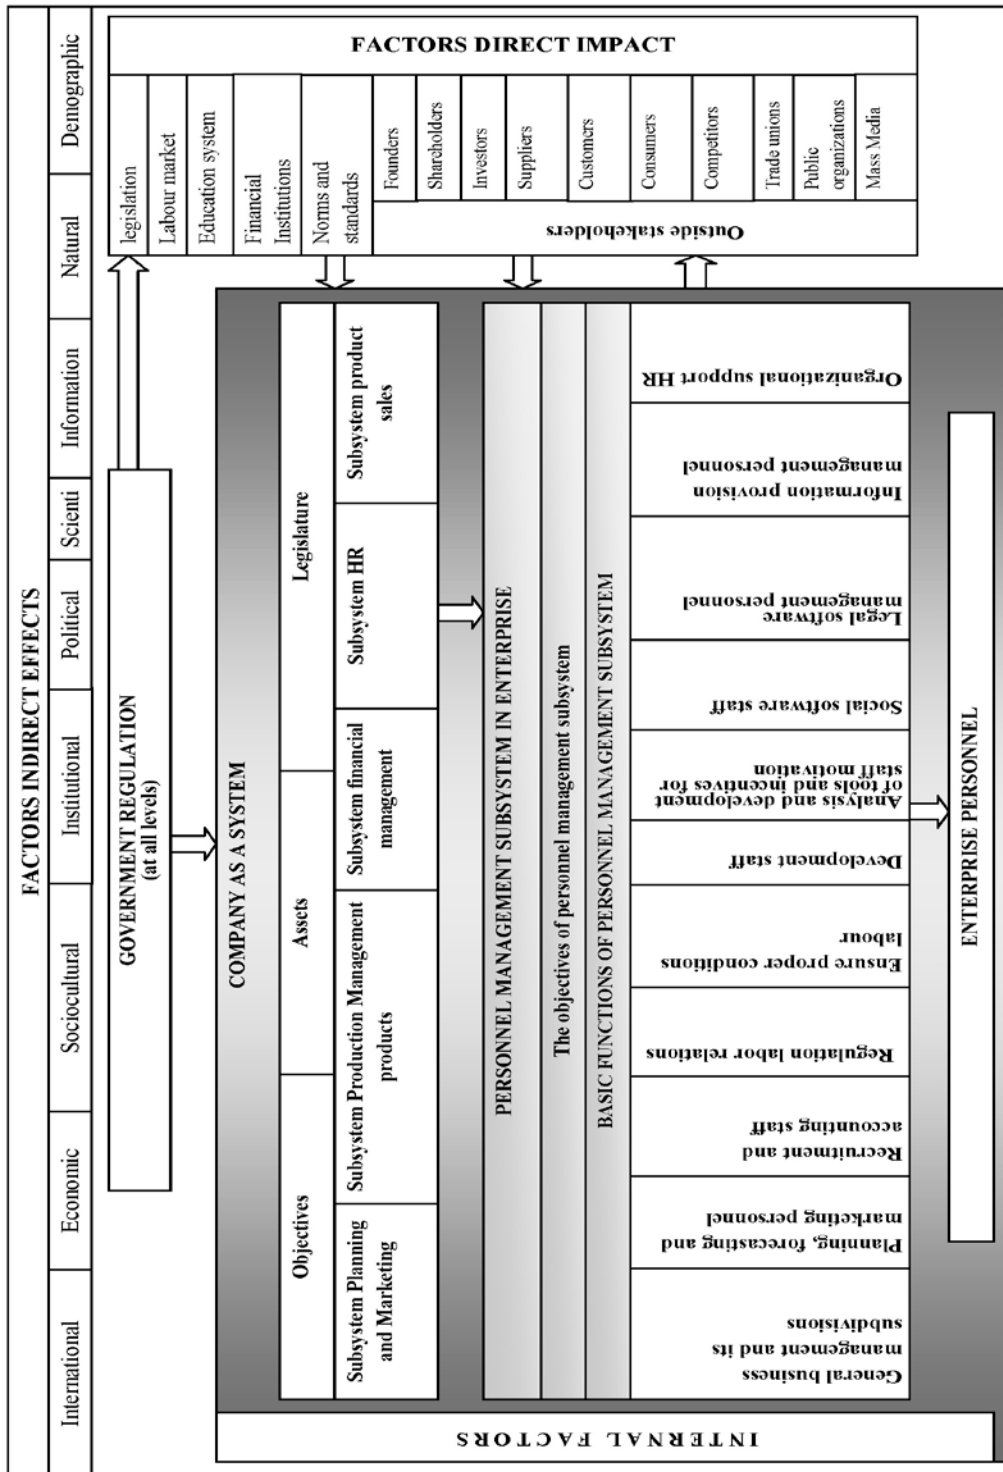 FACTORS INDIRECT EFFECTS
International
Economic
Sociocultural
Institutional
Political
Scienti
Information
Natural
Demographic
GOVERNMENT REGULATION
(at all levels)
FACTORS DIRECT IMPACT
legislation
Labour market
Education system
Financial
Institutions
Norms and
standards
Outside stakeholders
Founders
Shareholders
Investors
Suppliers
Customers
Consumers
Competitors
Trade unions
Public
organizations
Mass Media
INTERNAL FACTORS
COMPANY AS A SYSTEM
Objectives
Assets
Legislature
Subsystem Planning
and Marketing
Subsystem Production Management
products
Subsystem financial
management
Subsystem HR
Subsystem product
sales
PERSONNEL MANAGEMENT SUBSYSTEM IN ENTERPRISE
The objectives of personnel management subsystem
BASIC FUNCTIONS OF PERSONNEL MANAGEMENT SUBSYSTEM
General business
management and its
subdivisions
Planning, forecasting and
marketing personnel
Recruitment and
accounting staff
Regulation labor relations
Ensure proper conditions
labour
Development staff
Analysis and development
of tools and incentives for
staff motivation
Social software staff
Legal software
management personnel
Information provision
management personnel
Organizational support HR
ENTERPRISE PERSONNEL